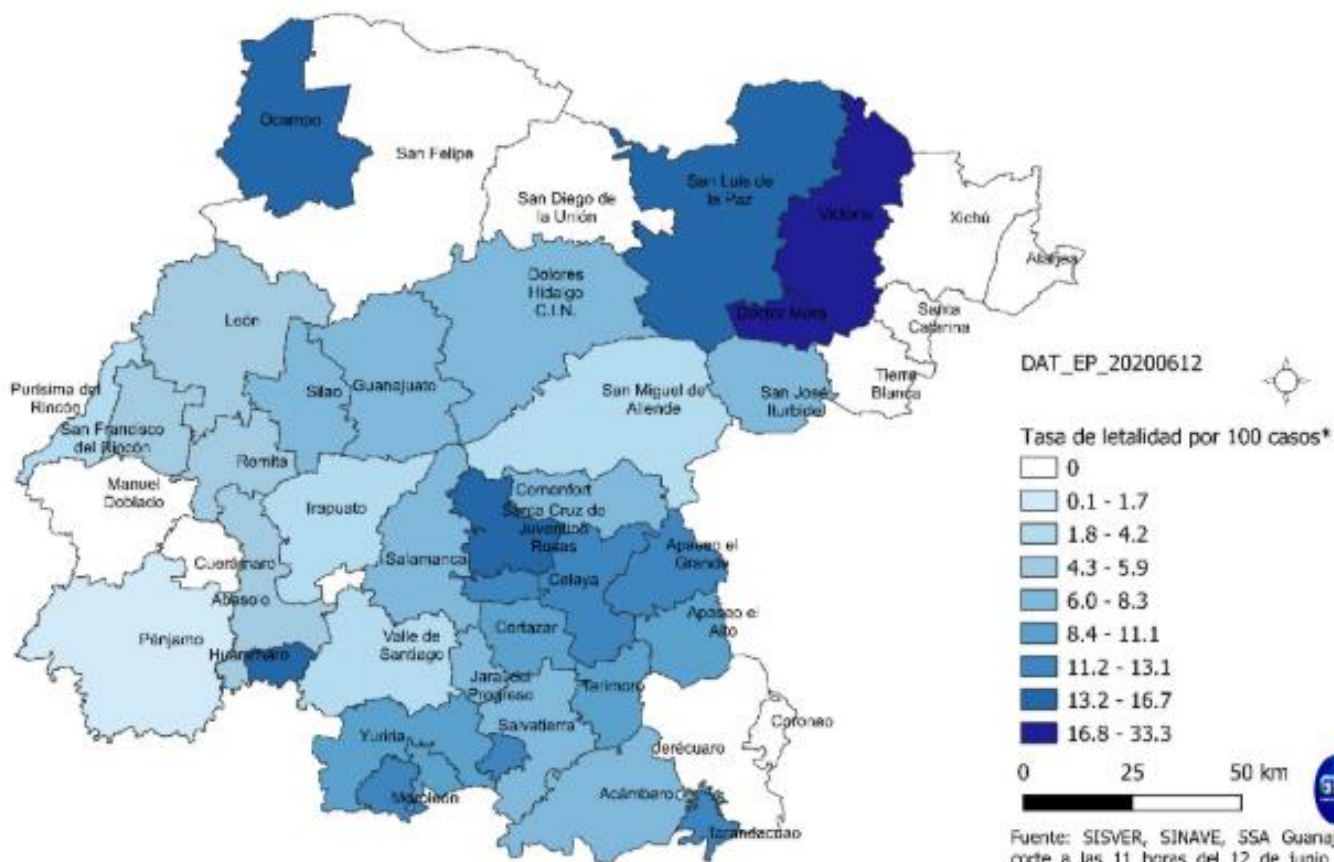 Ocampo
San Felipe
San Diego de
la Unión
San Luis de
la Paz
Victoria
Xichú
Atarjea
Dolores
Hidalgo
C.I.N.
Doctor Mora
Santa
Catarina
Tierra
Blanca
León
Silao
Guanajuato
San Miguel de
Allende
San José
Iturbide
Purísima del
Rincón
San Francisco
del Rincón
Romita
Manuel
Doblado
Irapuato
Comonfort
Santa Cruz de
Juventino
Rosas
Cuerámaro
Salamanca
Celaya
Apaseo el
Grande
Abasolo
Pénjamo
Huanímaro
Valle de
Santiago
Cortazar
Apaseo el
Alto
Jaral del
Progreso
Tarimoro
Salvatierra
Yuriria
Coroneo
Jerécuaro
Moroleón
Acámbaro
Tarandacuao
DAT_EP_20200612
Tasa de letalidad por 100 casos*
0
0.1 - 1.7
1.8 - 4.2
4.3 - 5.9
6.0 - 8.3
8.4 - 11.1
11.2 - 13.1
13.2 - 16.7
16.8 - 33.3
0 25 50 km
Fuente: SISVER, SINAVE, SSA
corte a las 11 horas del 12 de junio